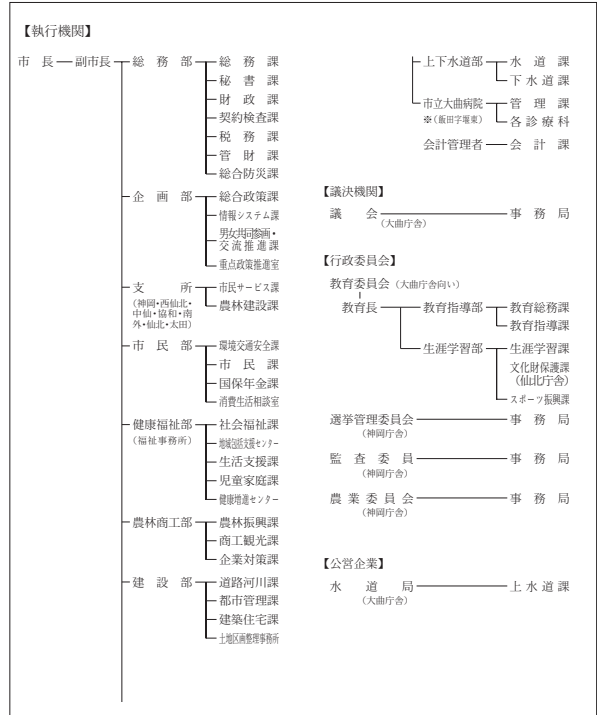 【執行機関】
市長 副市長 総務部 総務課
秘書課
財政課
契約検査課
税務課
管財課
総合防災課
企画部 総合政策課
情報システム課
男女共同参画・
交流推進課
重点政策推進室
支所 市民サービス課
(神岡・西仙北・
中仙・協和・南
外・仙北・太田)
農林建設課
市民部 環境交通安全課
市民課
国保年金課
消費生活相談室
健康福祉部 社会福祉課
(福祉事務所)
地域包括支援センター
生活支援課
児童家庭課
健康増進センター
農林商工部 農林振興課
商工観光課
企業対策課
建設部 道路河川課
都市管理課
建築住宅課
土地区画整理事務所
上下水道部 水道課
下水道課
市立大曲病院 管理課
※(飯田字堰東) 各診療科
会計管理者 会計課
【議決機関】
議会 事務局
(大曲庁舎)
【行政委員会】
教育委員会 (大曲庁舎向い)
教育長 教育指導部 教育総務課
教育指導課
生涯学習部 生涯学習課
文化財保護課
(仙北庁舎)
スポーツ振興課
選挙管理委員会 事務局
(神岡庁舎)
監査委員 事務局
(神岡庁舎)
農業委員会 事務局
(神岡庁舎)
【公営企業】
水道局 上水道課
(大曲庁舎)